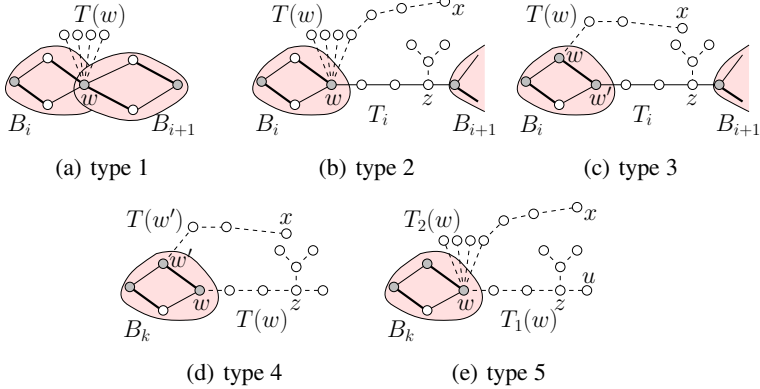 T(w) T(w) x T(w) x
w w w w'
B_i B_{i+1} B_i T_i z B_{i+1} B_i T_i z B_{i+1}
(a) type 1 (b) type 2 (c) type 3
T(w') x T_2(w) x
w' w z w z u
B_k T(w) B_k T_1(w)
(d) type 4 (e) type 5